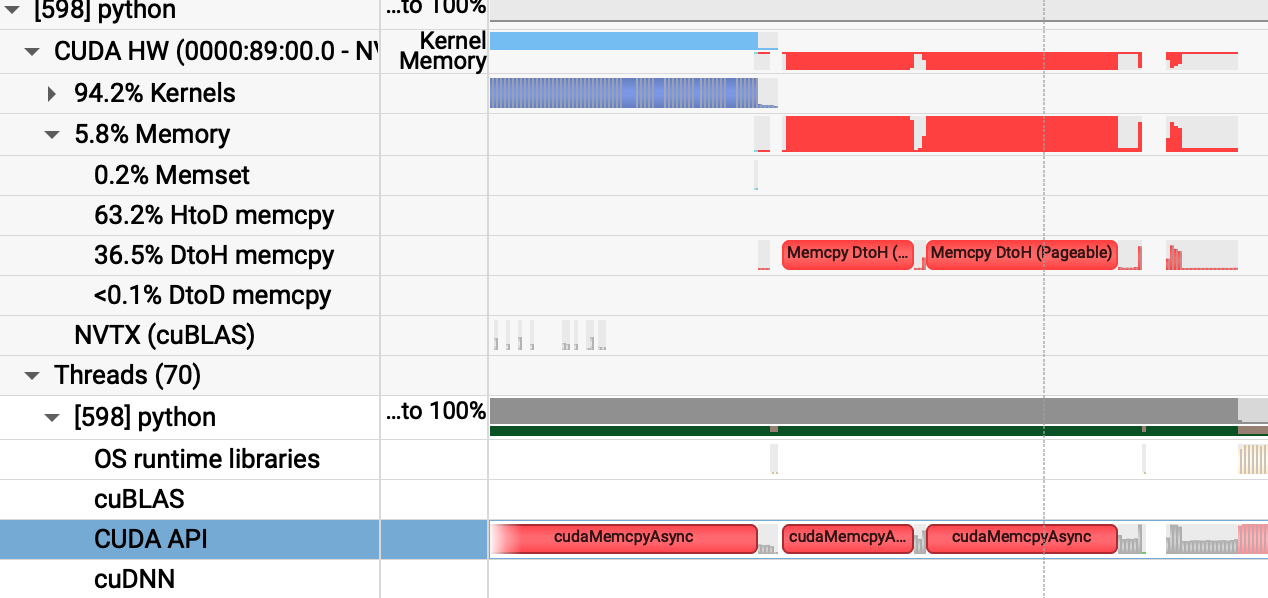 [598] python
...to 100%
CUDA HW (0000:89:00.0 - NV
Kernel
Memory
94.2% Kernels
5.8% Memory
0.2% Memset
63.2% HtoD memcpy
36.5% DtoH memcpy
Memcpy DtoH (...
Memcpy DtoH (Pageable)
<0.1% DtoD memcpy
NVTX (cuBLAS)
Threads (70)
[598] python
...to 100%
OS runtime libraries
cuBLAS
CUDA API
cudaMemcpyAsync
cudaMemcpyA...
cudaMemcpyAsync
cuDNN